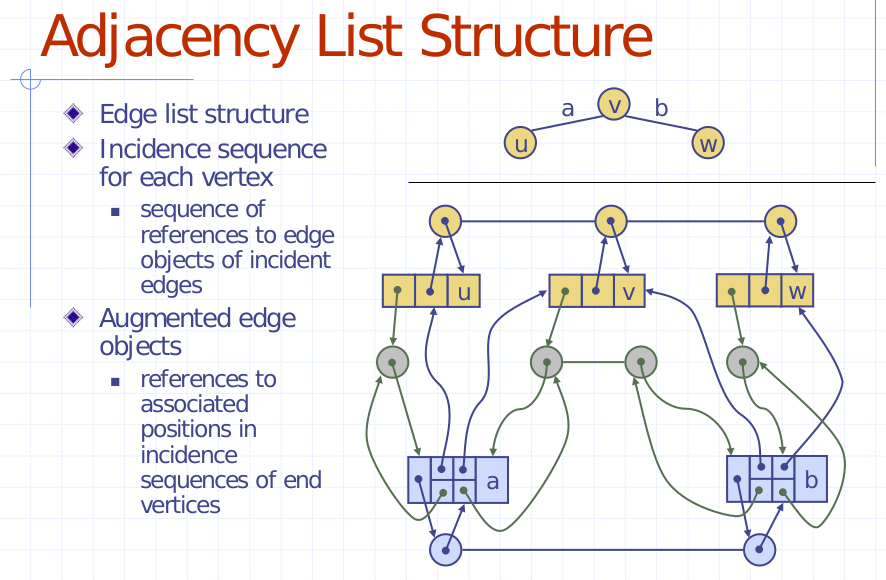 Adjacency List Structure
Edge list structure
Incidence sequence
for each vertex
sequence of
references to edge
objects of incident
edges
Augmented edge
objects
references to
associated
positions in
incidence
sequences of end
vertices
a v b
u w
u v w
a b